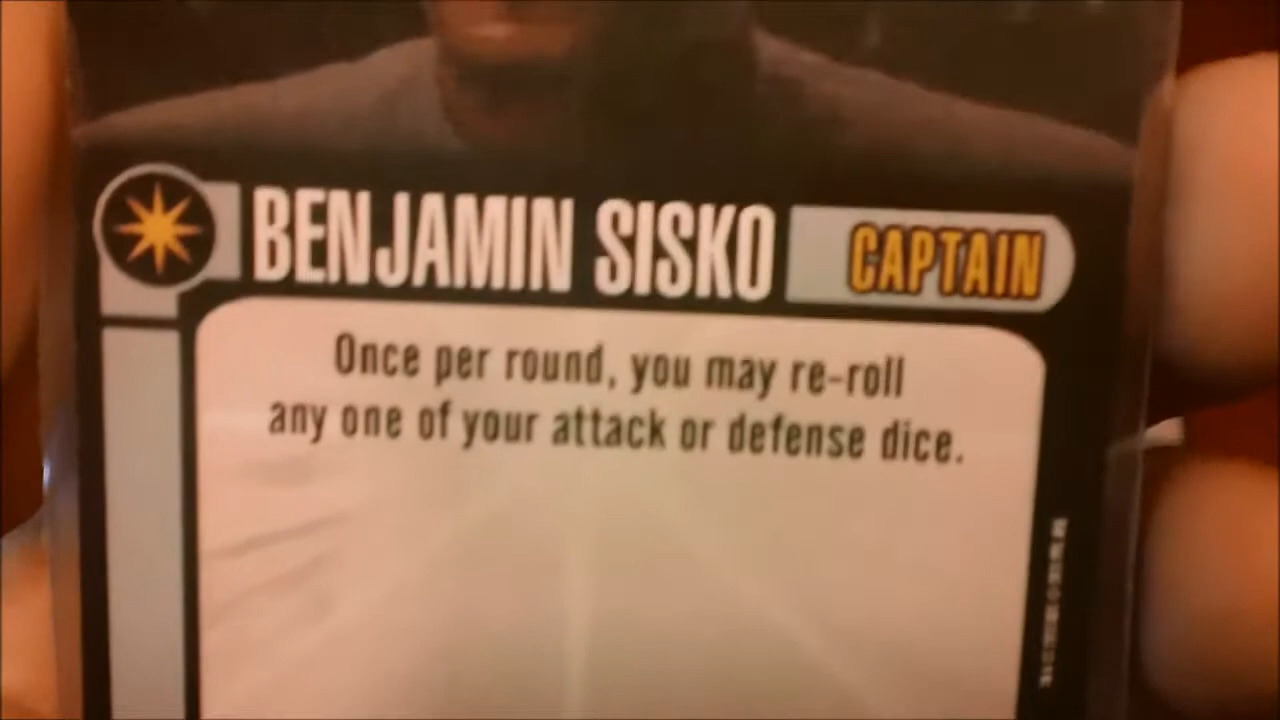 BENJAMIN SISKO
CAPTAIN
Once per round, you may re-roll
any one of your attack or defense dice.